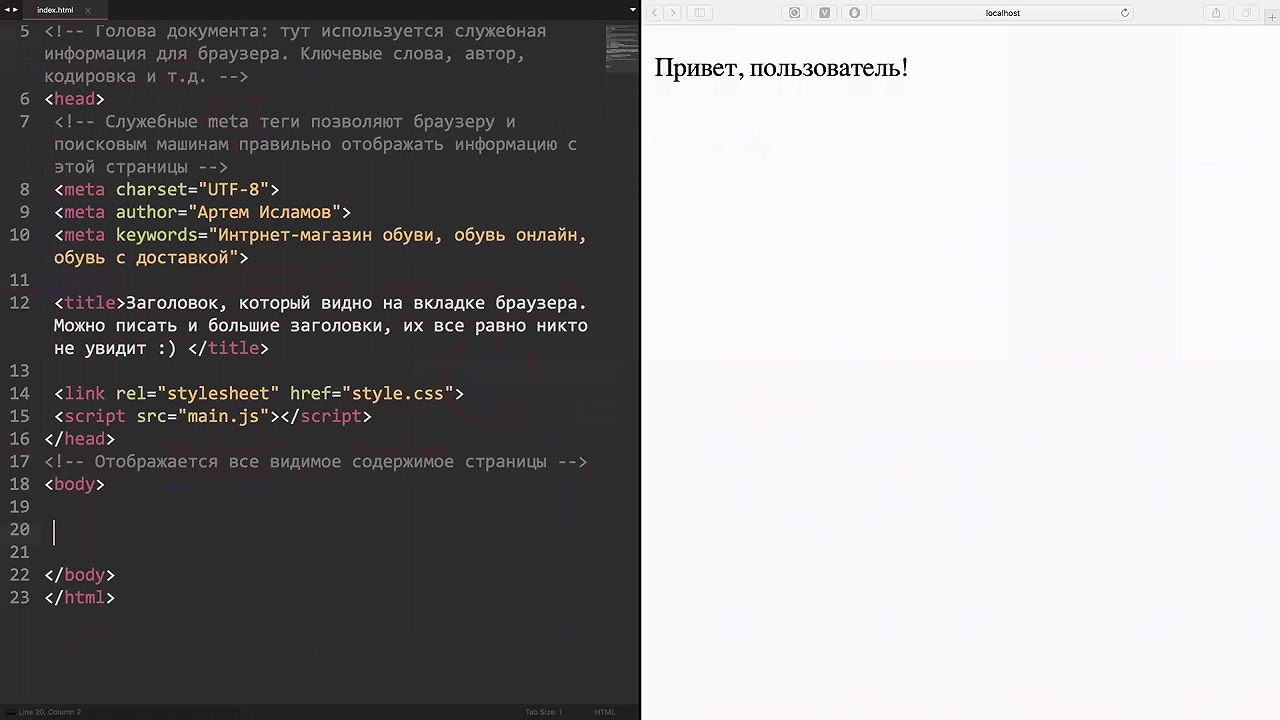 index.html
5 <!-- Голова документа: тут используется служебная
информация для браузера. Ключевые слова, автор,
кодировка и т.д. -->
6 <head>
7 <!-- Служебные meta теги позволяют браузеру и
поисковым машинам правильно отображать информацию с
этой страницы -->
8 <meta charset="UTF-8">
9 <meta author="Артем Исламов">
10 <meta keywords="Интрнет-магазин обуви, обувь онлайн,
обувь с доставкой">
11
12 <title>Заголовок, который видно на вкладке браузера.
Можно писать и большие заголовки, их все равно никто
не увидит :) </title>
13
14 <link rel="stylesheet" href="style.css">
15 <script src="main.js"></script>
16 </head>
17 <!-- Отображается все видимое содержимое страницы -->
18 <body>
19
20
21
22 </body>
23 </html>
Line 20, Column 2
Tab Size: 1
HTML
localhost
Привет, пользователь!